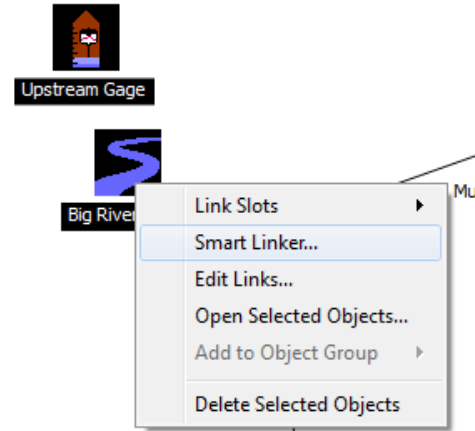 Upstream Gage
Big River
Mu
Link Slots
Smart Linker...
Edit Links...
Open Selected Objects...
Add to Object Group
Delete Selected Objects